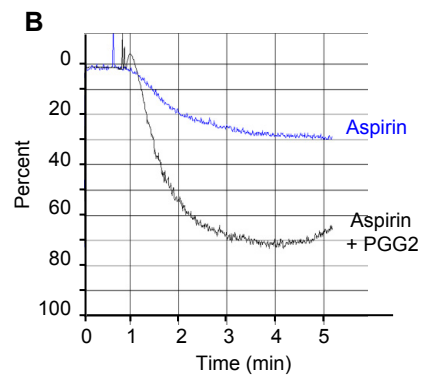 B
0
20
40
60
80
100
Percent
Aspirin
Aspirin
+ PGG2
0 1 2 3 4 5
Time (min)